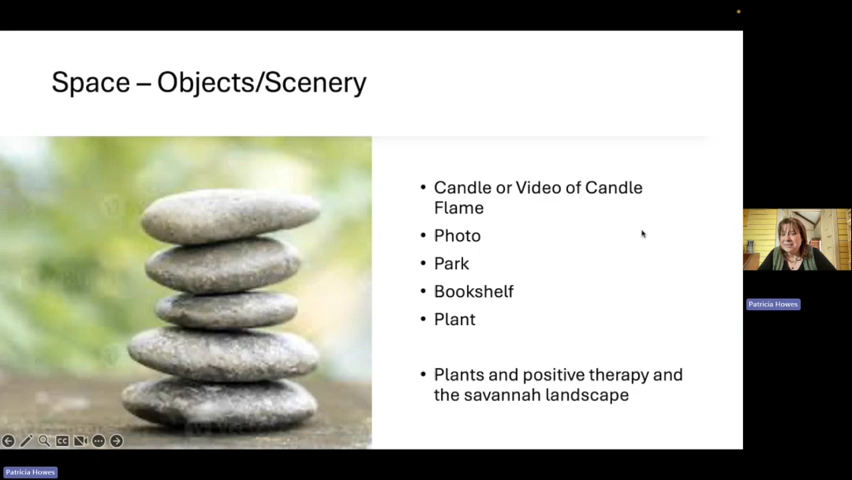 Space – Objects/Scenery
• Candle or Video of Candle
Flame
• Photo
• Park
• Bookshelf
• Plant
• Plants and positive therapy and
the savannah landscape
CC
Patricia Howes
Patricia Howes